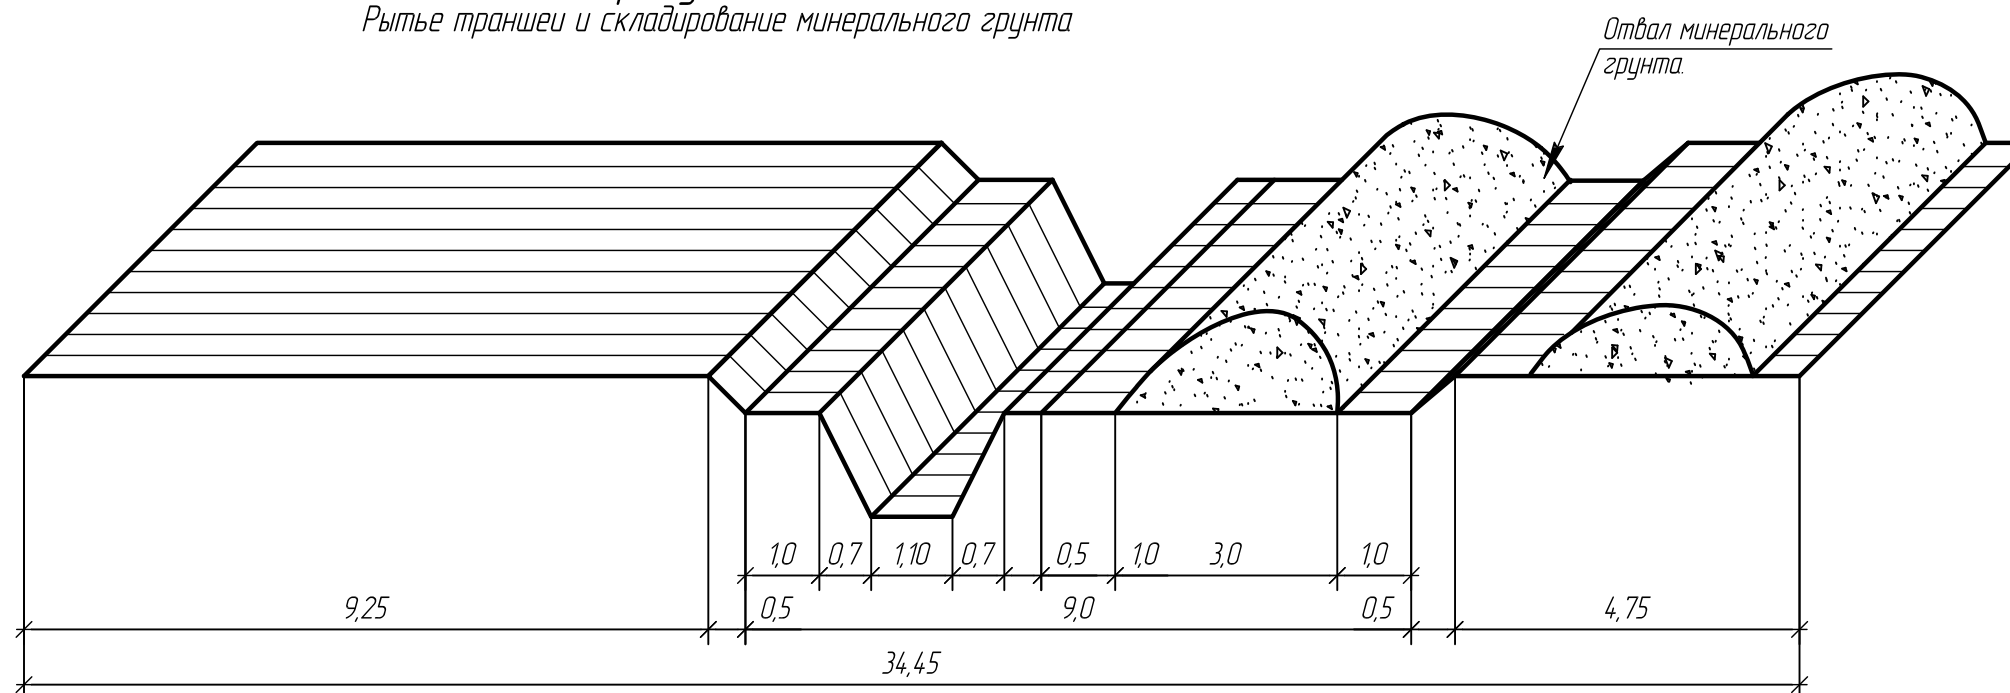 Рытье траншеи и складирование минерального грунта
Отвал минерального
грунта.
1,0 0,7 1,10 0,7 0,5 1,0 3,0 1,0
9,25 0,5 9,0 0,5 4,75
34,45